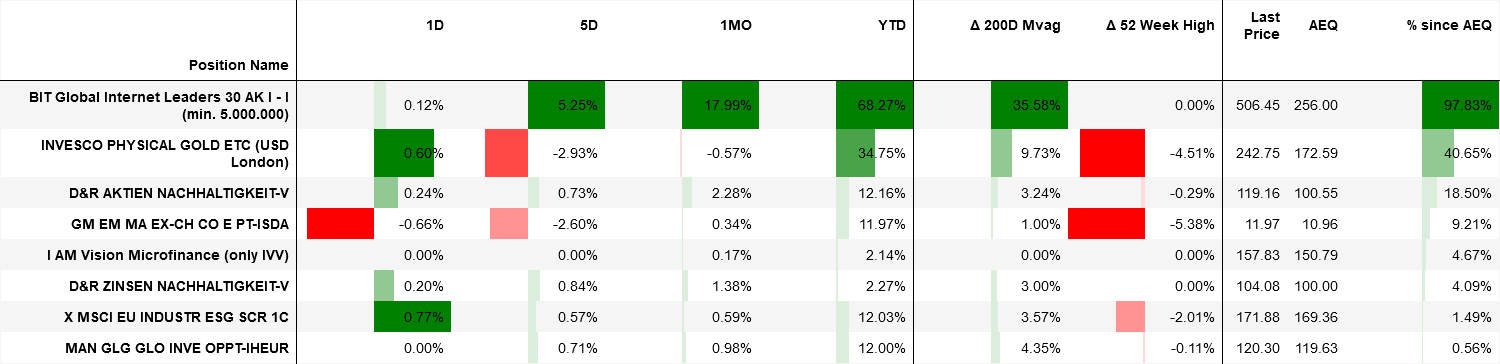 Position Name 1D 5D 1MO YTD Δ 200D Mvag Δ 52 Week High Last Price AEQ % since AEQ
BIT Global Internet Leaders 30 AK I - I (min. 5.000.000) 0.12% 5.25% 17.99% 68.27% 35.58% 0.00% 506.45 256.00 97.83%
INVESCO PHYSICAL GOLD ETC (USD London) 0.60% -2.93% -0.57% 34.75% 9.73% -4.51% 242.75 172.59 40.65%
D&R AKTIEN NACHHALTIGKEIT-V 0.24% 0.73% 2.28% 12.16% 3.24% -0.29% 119.16 100.55 18.50%
GM EM MA EX-CH CO E PT-ISDA -0.66% -2.60% 0.34% 11.97% 1.00% -5.38% 11.97 10.96 9.21%
I AM Vision Microfinance (only IVV) 0.00% 0.00% 0.17% 2.14% 0.00% 0.00% 157.83 150.79 4.67%
D&R ZINSEN NACHHALTIGKEIT-V 0.20% 0.84% 1.38% 2.27% 3.00% 0.00% 104.08 100.00 4.09%
X MSCI EU INDUSTR ESG SCR 1C 0.77% 0.57% 0.59% 12.03% 3.57% -2.01% 171.88 169.36 1.49%
MAN GLG GLO INVE OPPT-IHEUR 0.00% 0.71% 0.98% 12.00% 4.35% -0.11% 120.30 119.63 0.56%